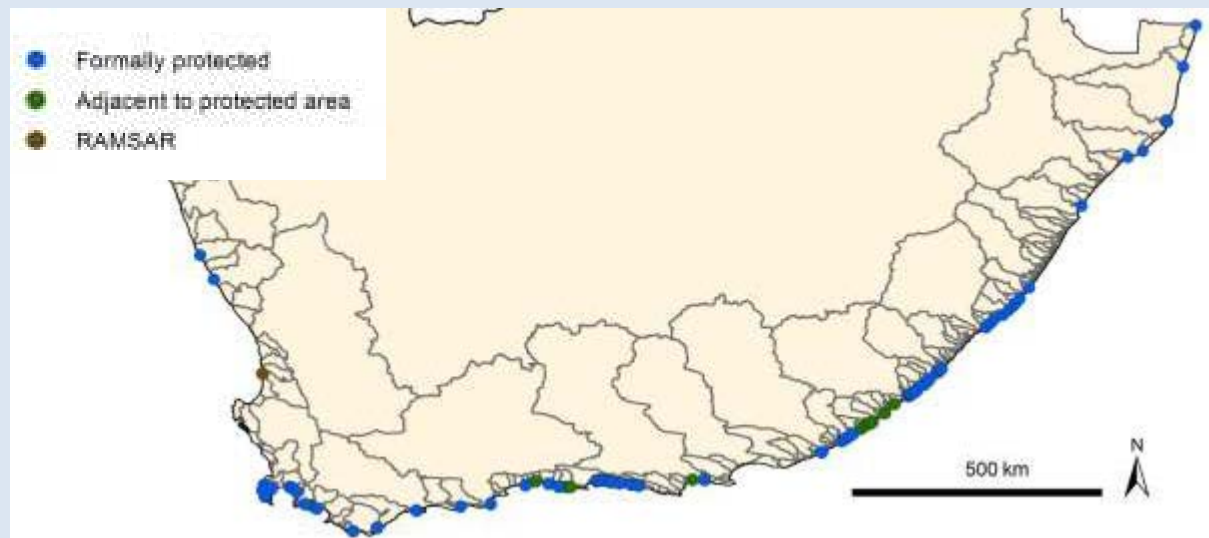 Formally protected
Adjacent to protected area
RAMSAR
N
500 km